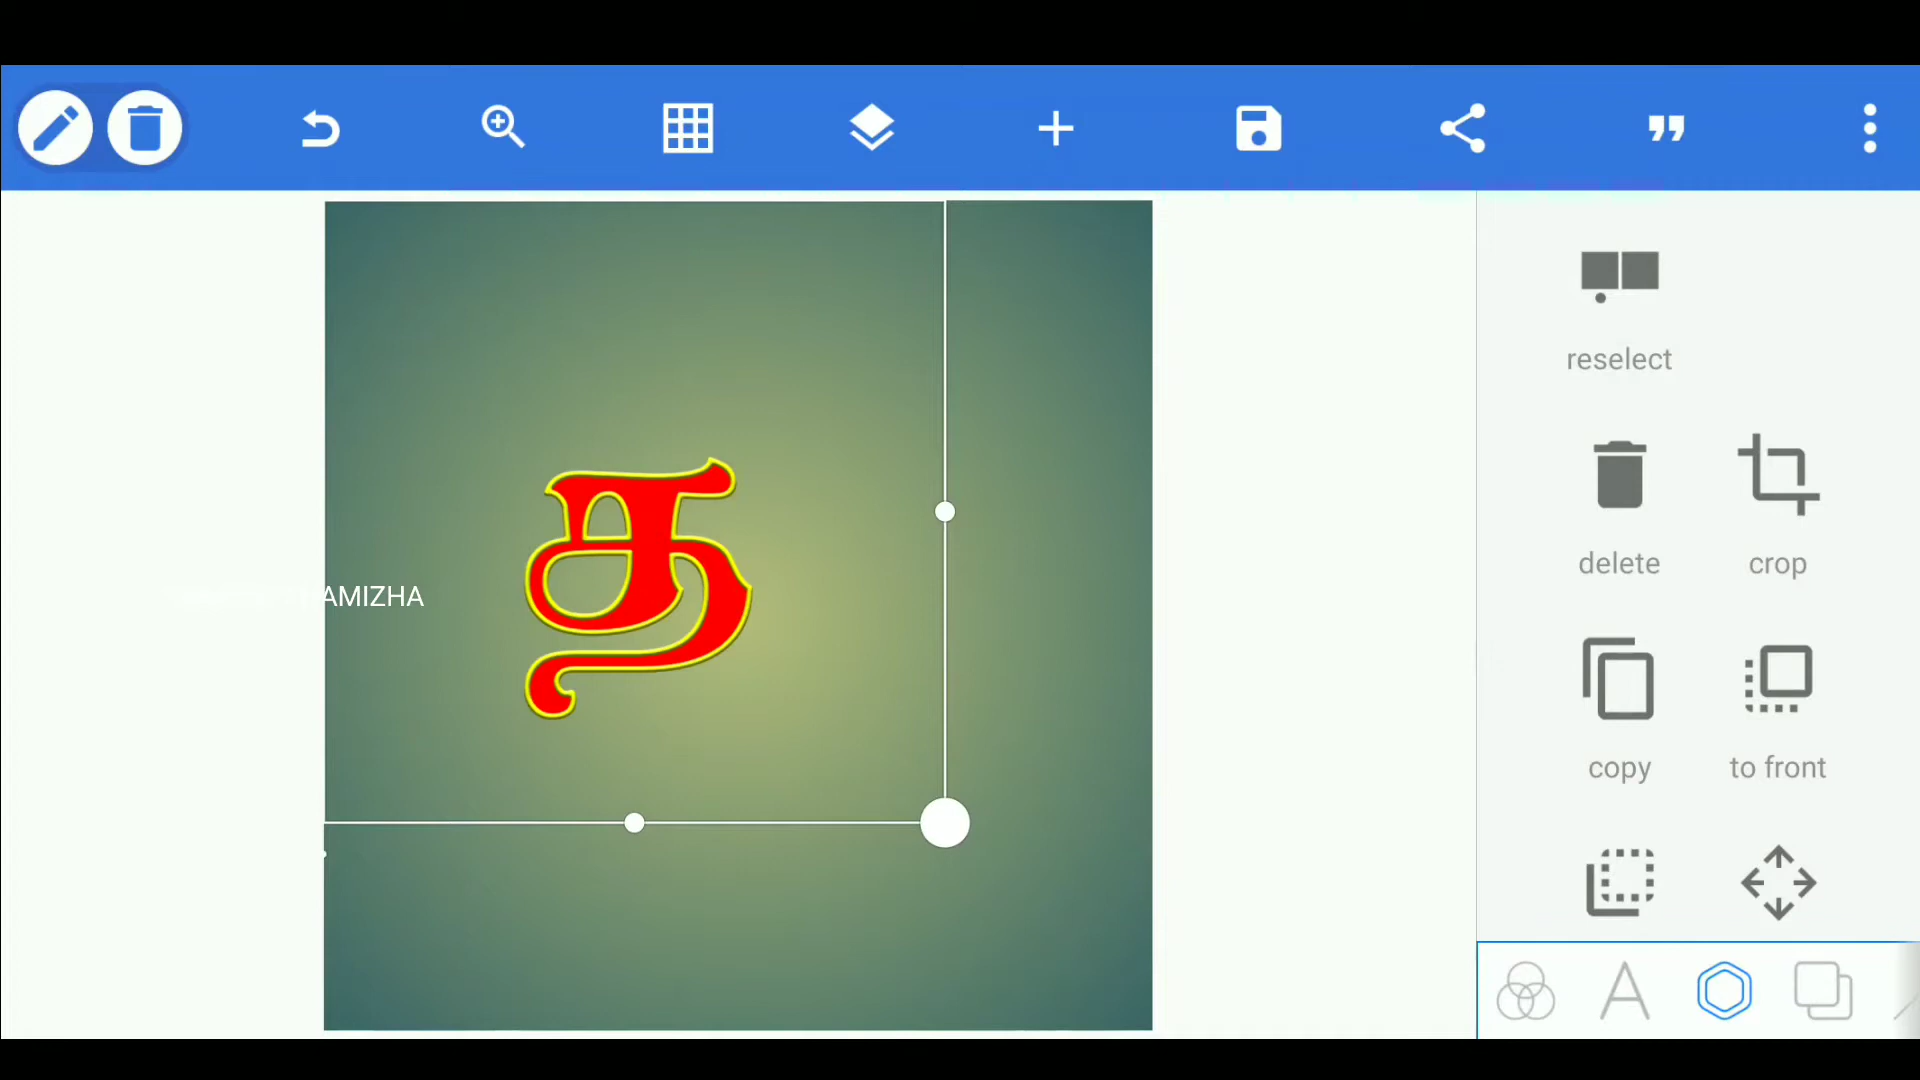 reselect
delete crop
copy to front
த
AMIZHA